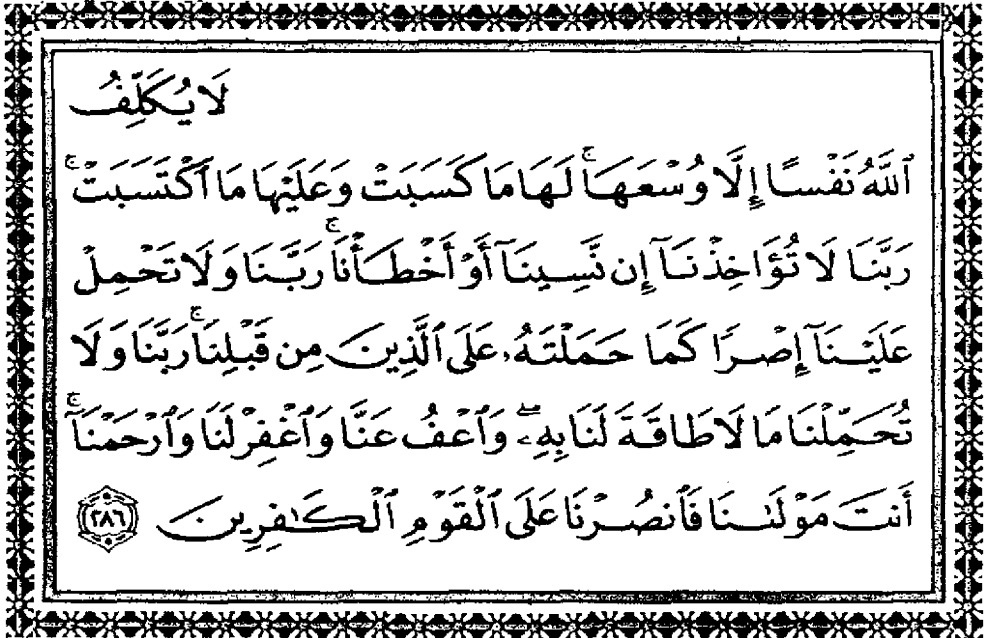 لَا يُكَلِّفُ
ٱللَّهُ نَفْسًا إِلَّا وُسْعَهَاۚ لَهَا مَا كَسَبَتْ وَعَلَيْهَا مَا ٱكْتَسَبَتْۚ
رَبَّنَا لَا تُؤَاخِذْنَآ إِن نَّسِينَآ أَوْ أَخْطَأْنَاۚ رَبَّنَا وَلَا تَحْمِلْ
عَلَيْنَآ إِصْرًا كَمَا حَمَلْتَهُۥ عَلَى ٱلَّذِينَ مِن قَبْلِنَاۚ رَبَّنَا وَلَا
تُحَمِّلْنَا مَا لَا طَاقَةَ لَنَا بِهِۦۖ وَٱعْفُ عَنَّا وَٱغْفِرْ لَنَا وَٱرْحَمْنَآۚ
أَنتَ مَوْلَىٰنَا فَٱنصُرْنَا عَلَى ٱلْقَوْمِ ٱلْكَٰفِرِينَ ٢٨٦